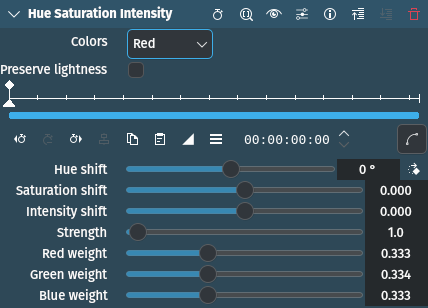 Hue Saturation Intensity
Colors Red
Preserve lightness
00:00:00:00
Hue shift 0 °
Saturation shift 0.000
Intensity shift 0.000
Strength 1.0
Red weight 0.333
Green weight 0.334
Blue weight 0.333